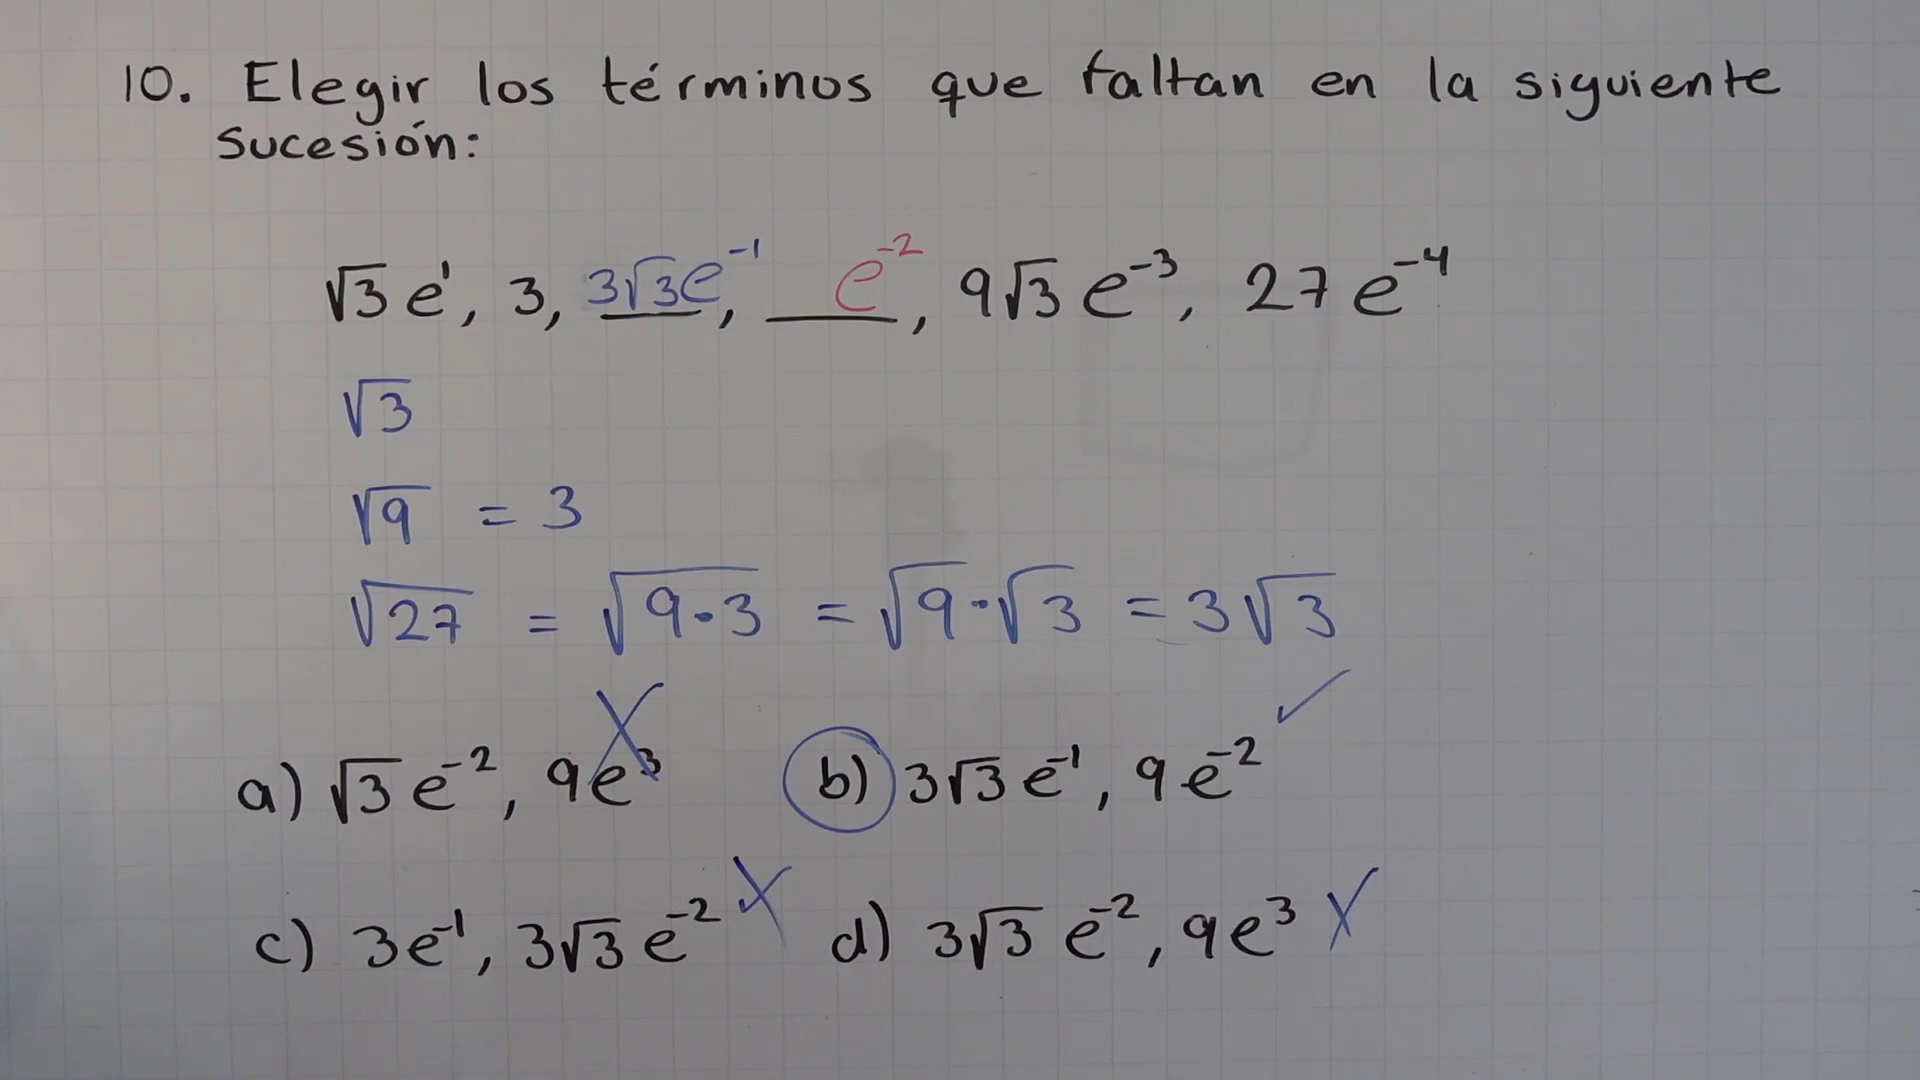 10. Elegir los términos que faltan en la siguiente
sucesión:
√3 e¹, 3, 3√3e⁻¹, e⁻², 9√3 e⁻³, 27 e⁻⁴
√3
√9 = 3
√27 = √9·3 = √9·√3 = 3√3
a) √3 e⁻², 9e³ X b) 3√3 e⁻¹, 9e⁻² ✓
c) 3e⁻¹, 3√3 e⁻² X d) 3√3 e⁻², 9e³ X